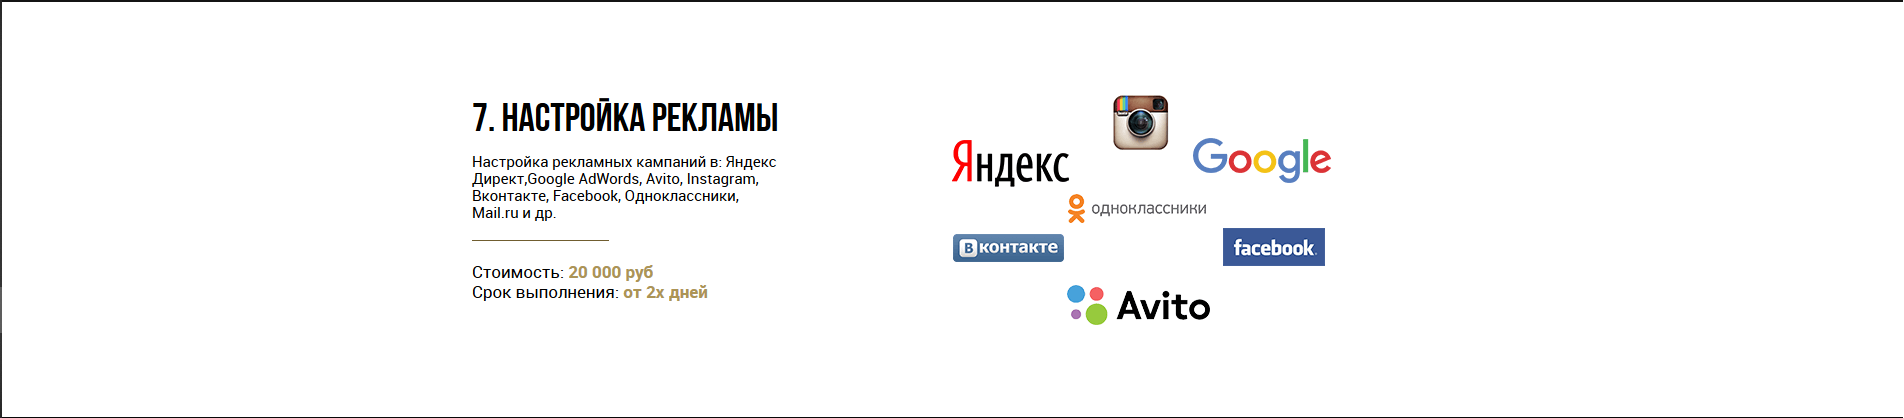 7. НАСТРОЙКА РЕКЛАМЫ
Настройка рекламных кампаний в: Яндекс
Директ,Google AdWords, Avito, Instagram,
Вконтакте, Facebook, Одноклассники,
Mail.ru и др.
Стоимость: 20 000 руб
Срок выполнения: от 2х дней
Яндекс
Google
одноклассники
В контакте
facebook.
Avito